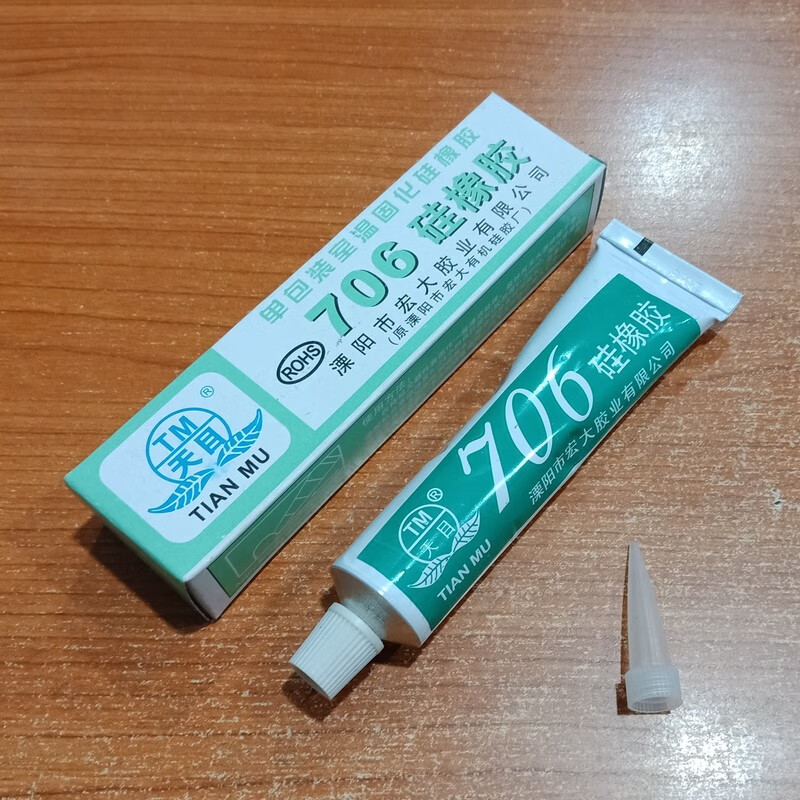 单包装室温固化硅橡胶
706 硅橡胶
ROHS
溧阳市宏大胶业有限公司
(原溧阳市宏大有机硅胶厂)
®
TM
天目
TIAN MU
706 硅橡胶
溧阳市宏大胶业有限公司
®
TM
天目
TIAN MU